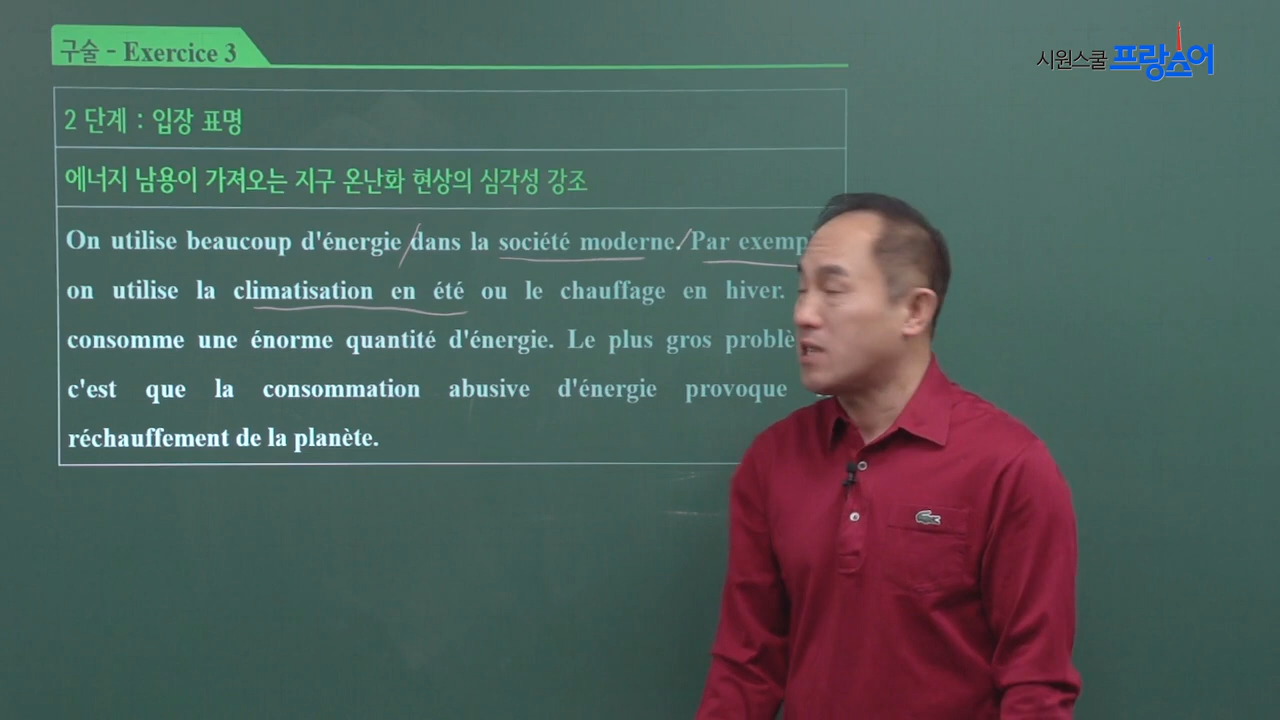 구술 - Exercice 3
시원스쿨 프랑스어
2 단계 : 입장 표명
에너지 남용이 가져오는 지구 온난화 현상의 심각성 강조
On utilise beaucoup d'énergie dans la société moderne. Par
on utilise la climatisation en été ou le chauffage en hiver.
consomme une énorme quantité d'énergie. Le plus gros
c'est que la consommation abusive d'énergie provoque
réchauffement de la planète.